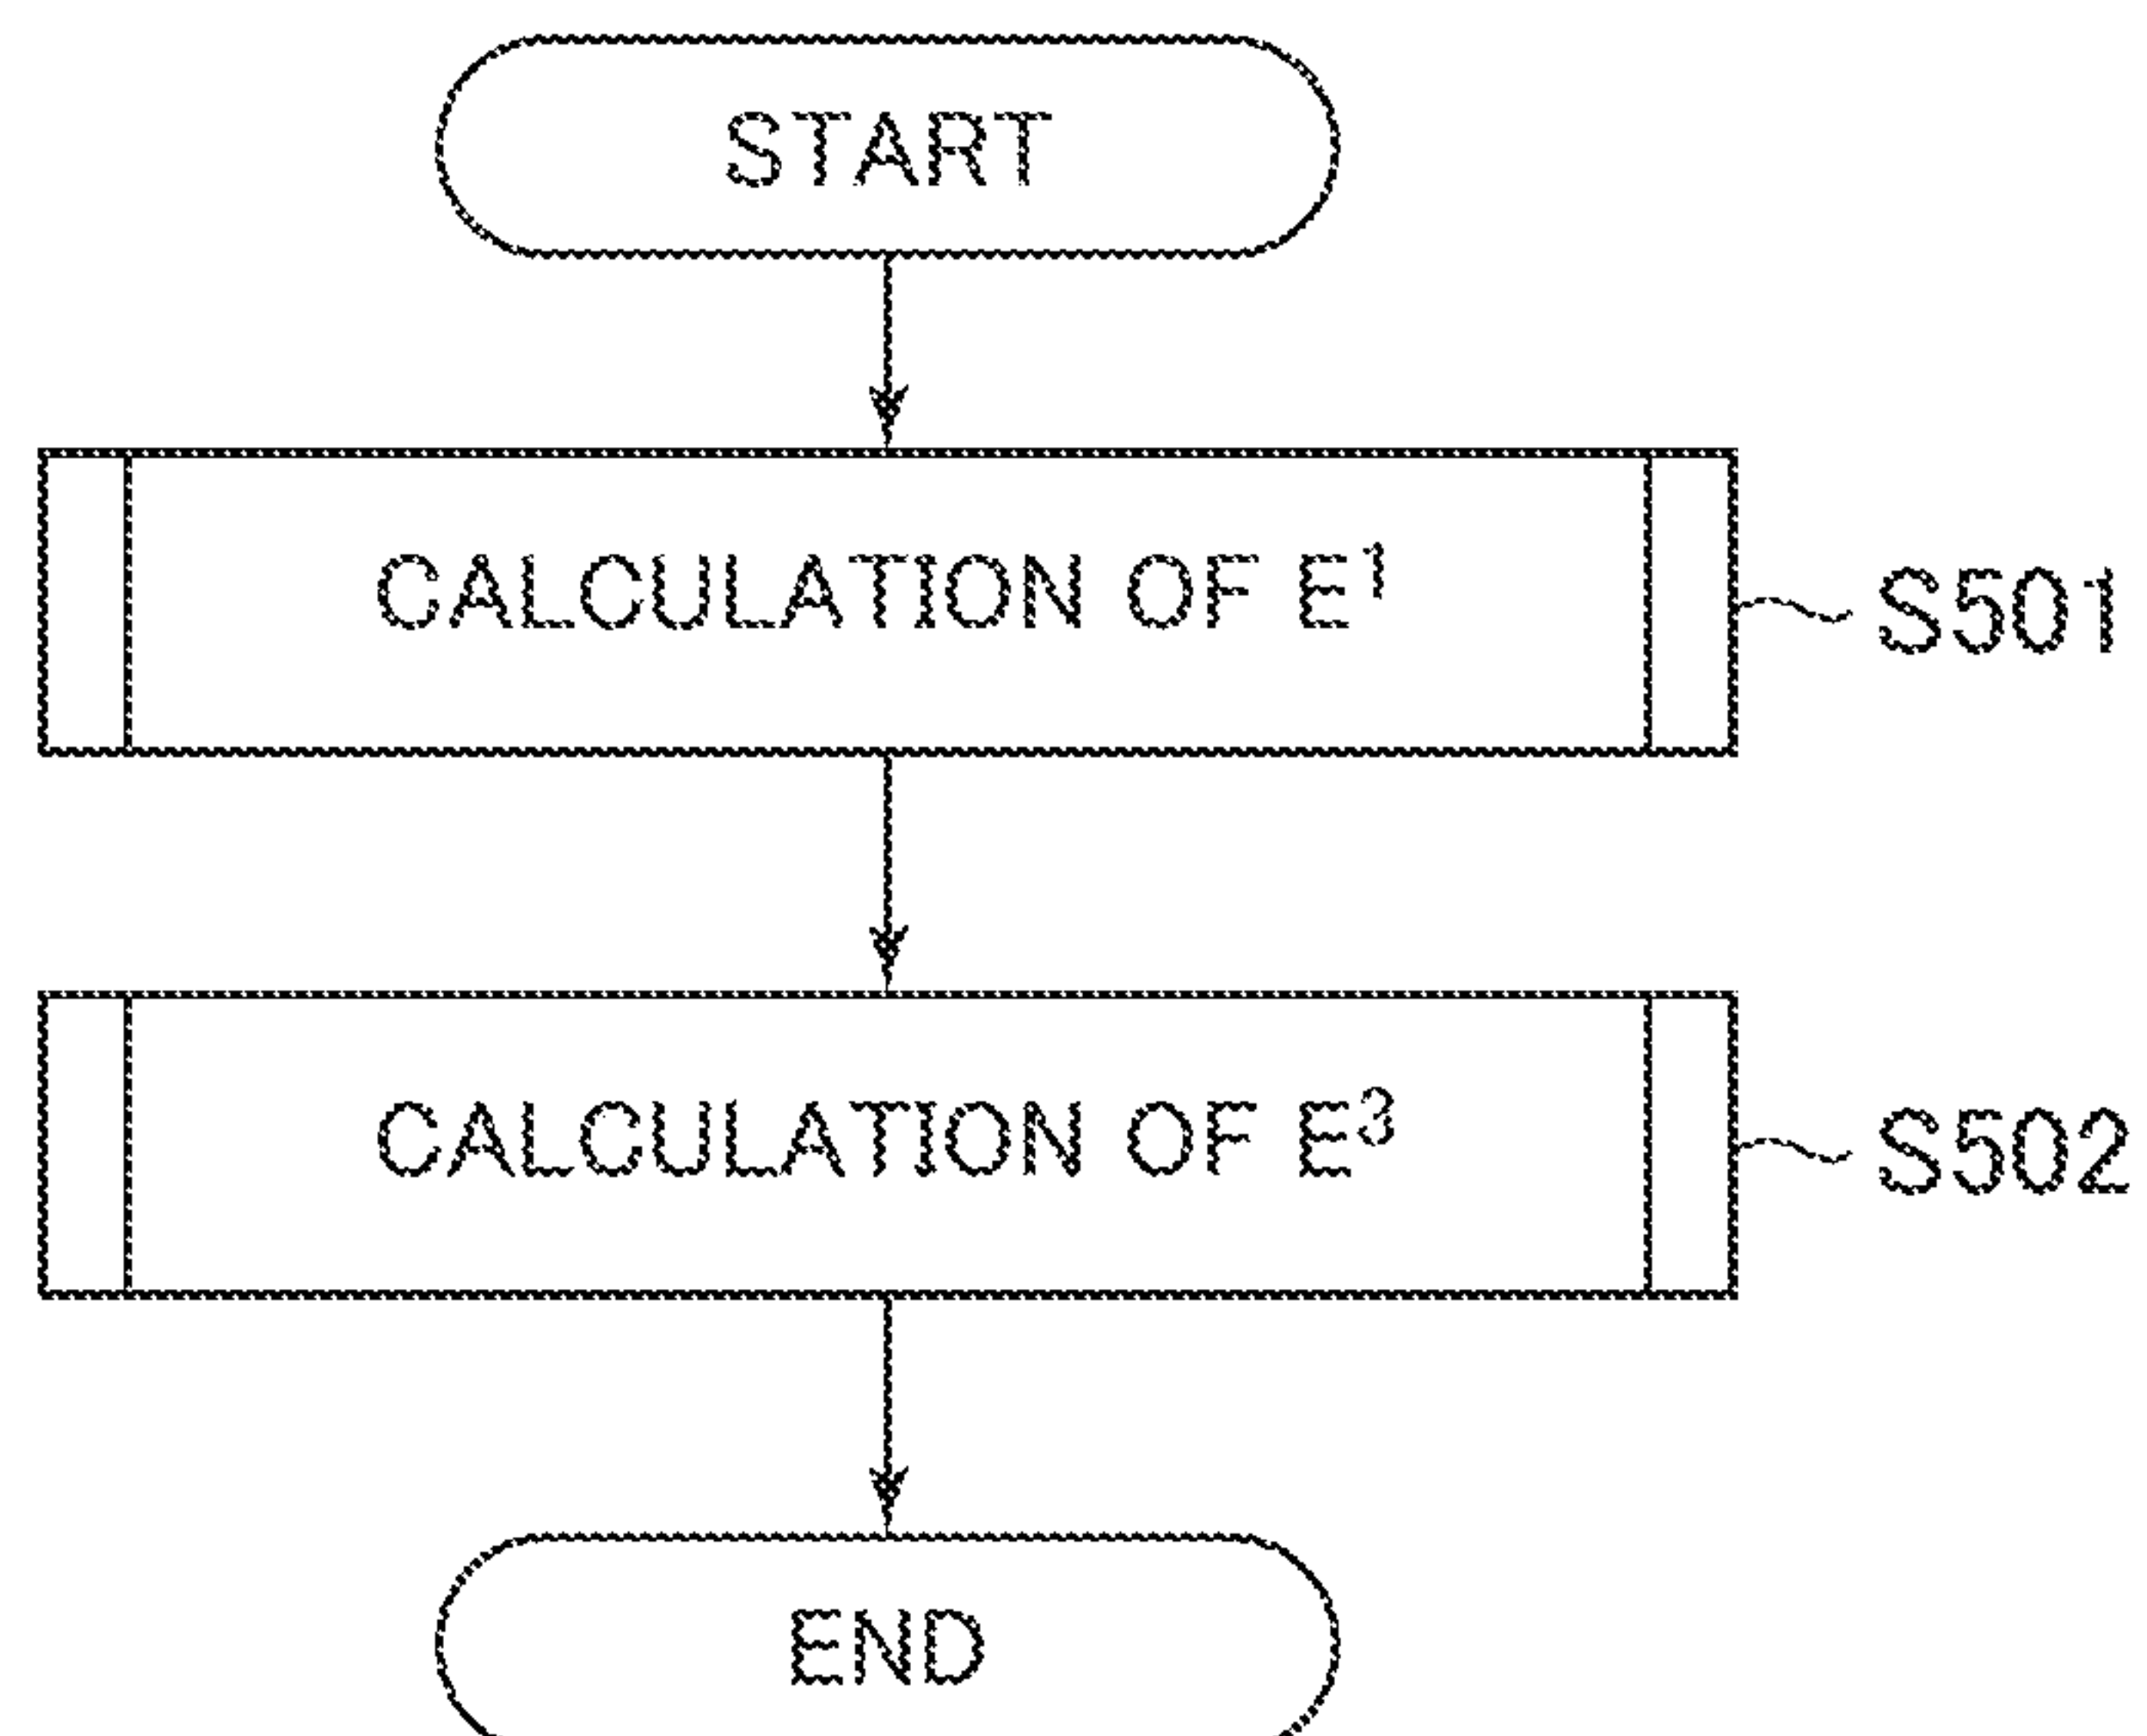 START
CALCULATION OF E¹
S501
CALCULATION OF E³
S502
END